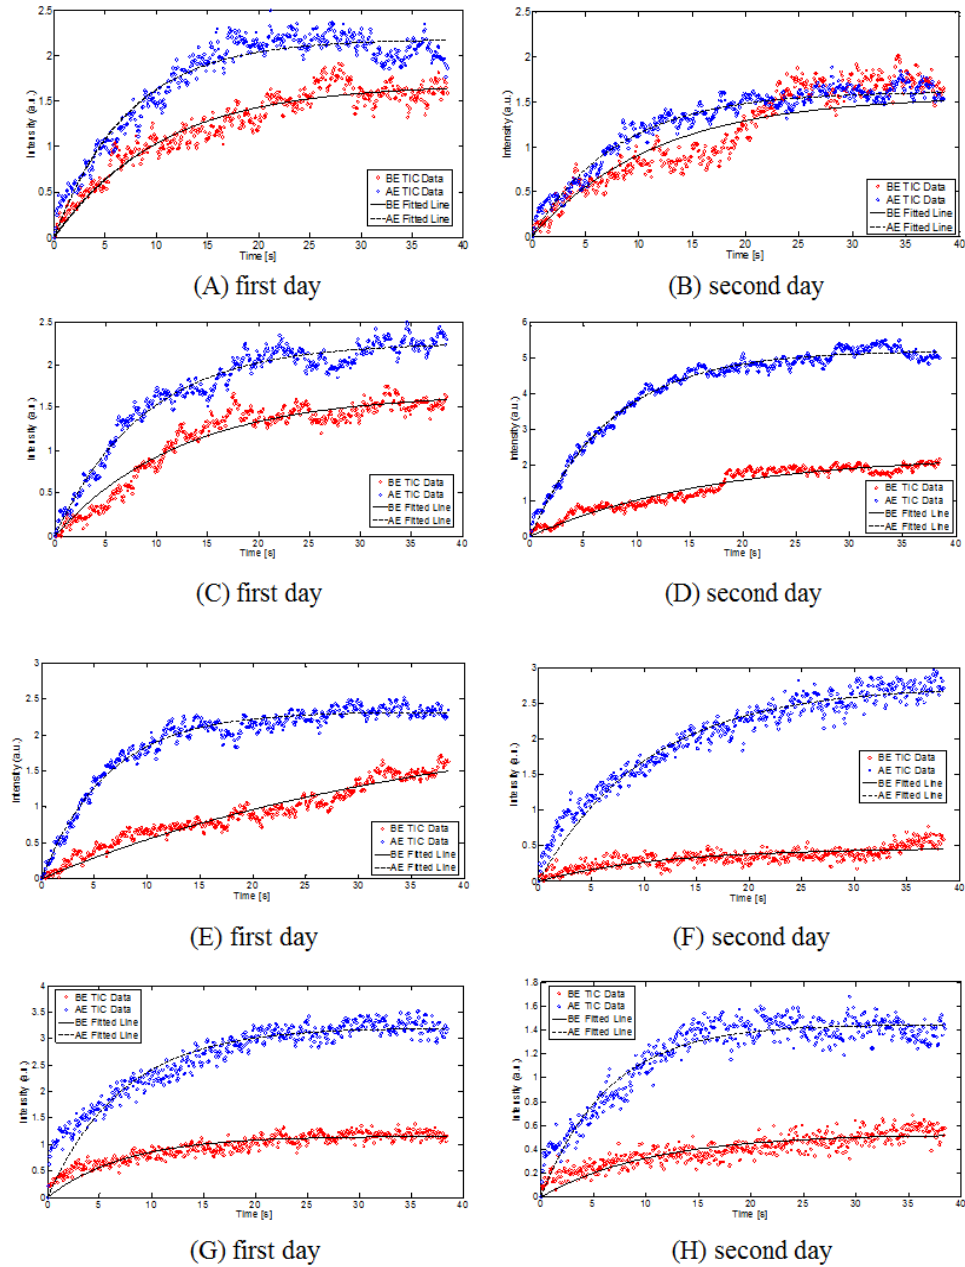 2.5
2
1.5
1
0.5
0
Intensity (a.u.)
0 5 10 15 20 25 30 35 40
Time [s]
BE TIC Data
AE TIC Data
BE Fitted Line
AE Fitted Line
(A) first day
2.5
2
1.5
1
0.5
0
Intensity (a.u.)
0 5 10 15 20 25 30 35 40
Time [s]
BE TIC Data
AE TIC Data
BE Fitted Line
AE Fitted Line
(B) second day
2.5
2
1.5
1
0.5
0
Intensity (a.u.)
0 5 10 15 20 25 30 35 40
Time [s]
BE TIC Data
AE TIC Data
BE Fitted Line
AE Fitted Line
(C) first day
6
5
4
3
2
1
0
Intensity (a.u.)
0 5 10 15 20 25 30 35 40
Time [s]
BE TIC Data
AE TIC Data
BE Fitted Line
AE Fitted Line
(D) second day
3
2.5
2
1.5
1
0.5
0
Intensity (a.u.)
0 5 10 15 20 25 30 35 40
Time [s]
BE TIC Data
AE TIC Data
BE Fitted Line
AE Fitted Line
(E) first day
3
2.5
2
1.5
1
0.5
0
Intensity (a.u.)
0 5 10 15 20 25 30 35 40
Time [s]
BE TIC Data
AE TIC Data
BE Fitted Line
AE Fitted Line
(F) second day
4
3.5
3
2.5
2
1.5
1
0.5
0
Intensity (a.u.)
0 5 10 15 20 25 30 35 40
Time [s]
BE TIC Data
AE TIC Data
BE Fitted Line
AE Fitted Line
(G) first day
1.8
1.6
1.4
1.2
1
0.8
0.6
0.4
0.2
0
Intensity (a.u.)
0 5 10 15 20 25 30 35 40
Time [s]
BE TIC Data
AE TIC Data
BE Fitted Line
AE Fitted Line
(H) second day